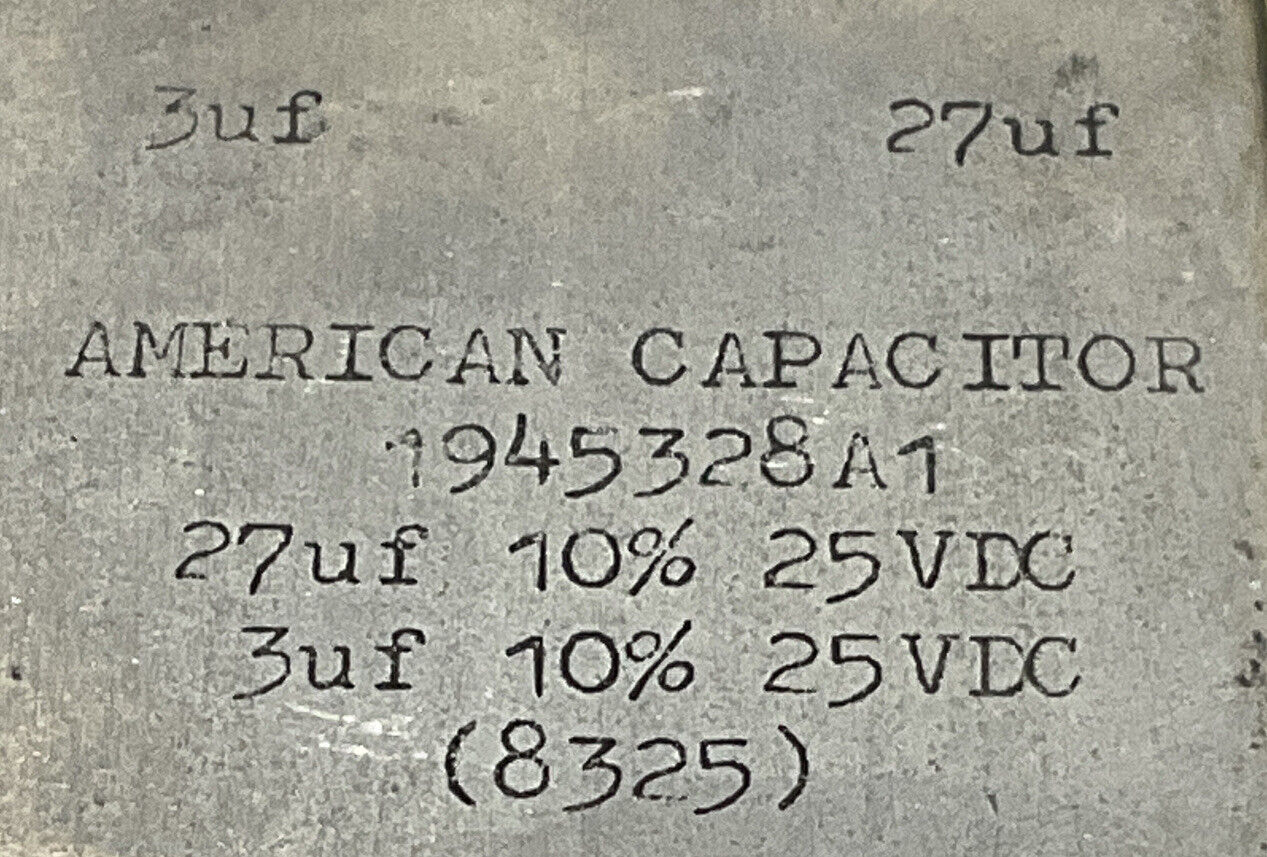 3uf 27uf
AMERICAN CAPACITOR
1945328A1
27uf 10% 25VDC
3uf 10% 25VDC
(8325)